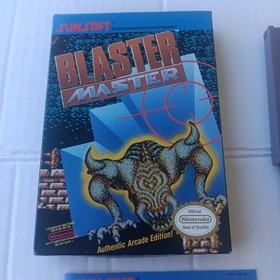 SUNSOFT
BLASTER
MASTER
Authentic Arcade Edition!
Official
Nintendo
Seal of Quality